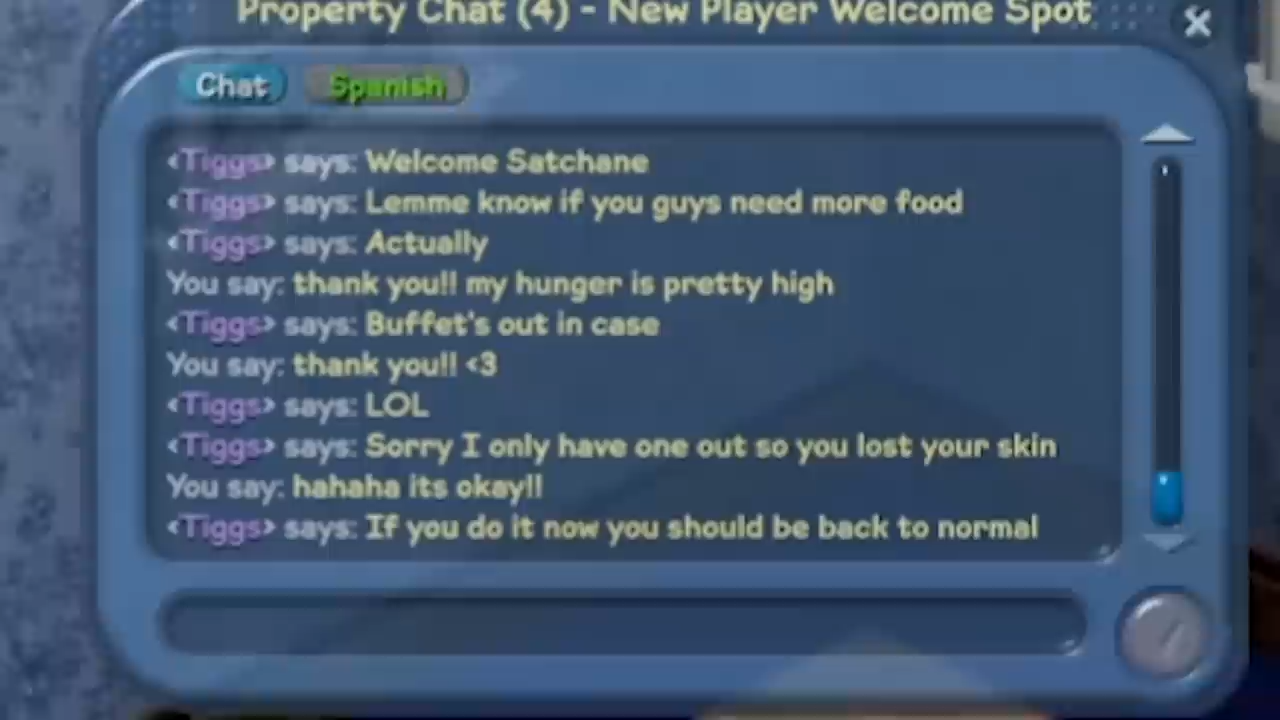 Property Chat (4) - New Player Welcome Spot
Chat Spanish
<Tiggs> says: Welcome Satchane
<Tiggs> says: Lemme know if you guys need more food
<Tiggs> says: Actually
You say: thank you!! my hunger is pretty high
<Tiggs> says: Buffet's out in case
You say: thank you!! <3
<Tiggs> says: LOL
<Tiggs> says: Sorry I only have one out so you lost your skin
You say: hahaha its okay!!
<Tiggs> says: If you do it now you should be back to normal